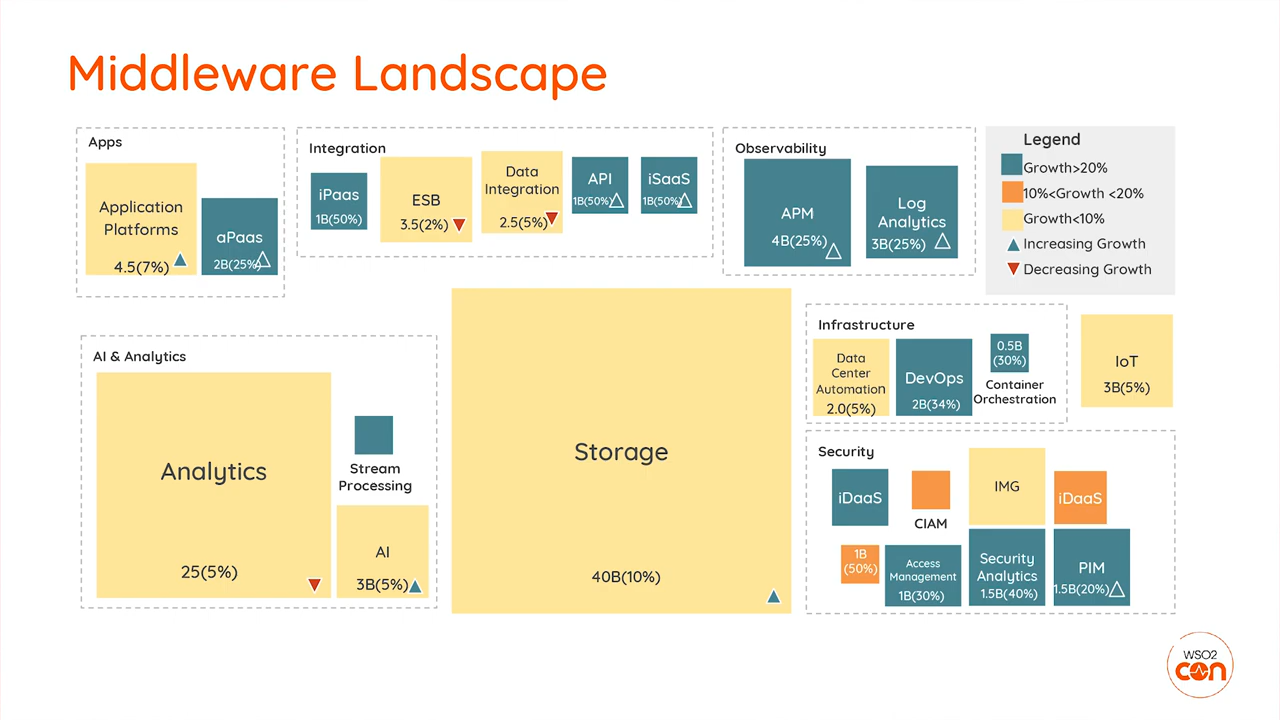 Middleware Landscape
Apps
Application
Platforms
4.5(7%)
aPaas
2B(25%)
Integration
iPaas
1B(50%)
ESB
3.5(2%)
Data
Integration
2.5(5%)
API
1B(50%)
iSaaS
1B(50%)
Observability
APM
4B(25%)
Log
Analytics
3B(25%)
Legend
Growth>20%
10%<Growth <20%
Growth<10%
Increasing Growth
Decreasing Growth
AI & Analytics
Analytics
25(5%)
Stream
Processing
AI
3B(5%)
Storage
40B(10%)
Infrastructure
Data
Center
Automation
2.0(5%)
DevOps
2B(34%)
0.5B
(30%)
Container
Orchestration
IoT
3B(5%)
Security
iDaaS
CIAM
IMG
iDaaS
1B
(50%)
Access
Management
1B(30%)
Security
Analytics
1.5B(40%)
PIM
1.5B(20%)
WSO2
con